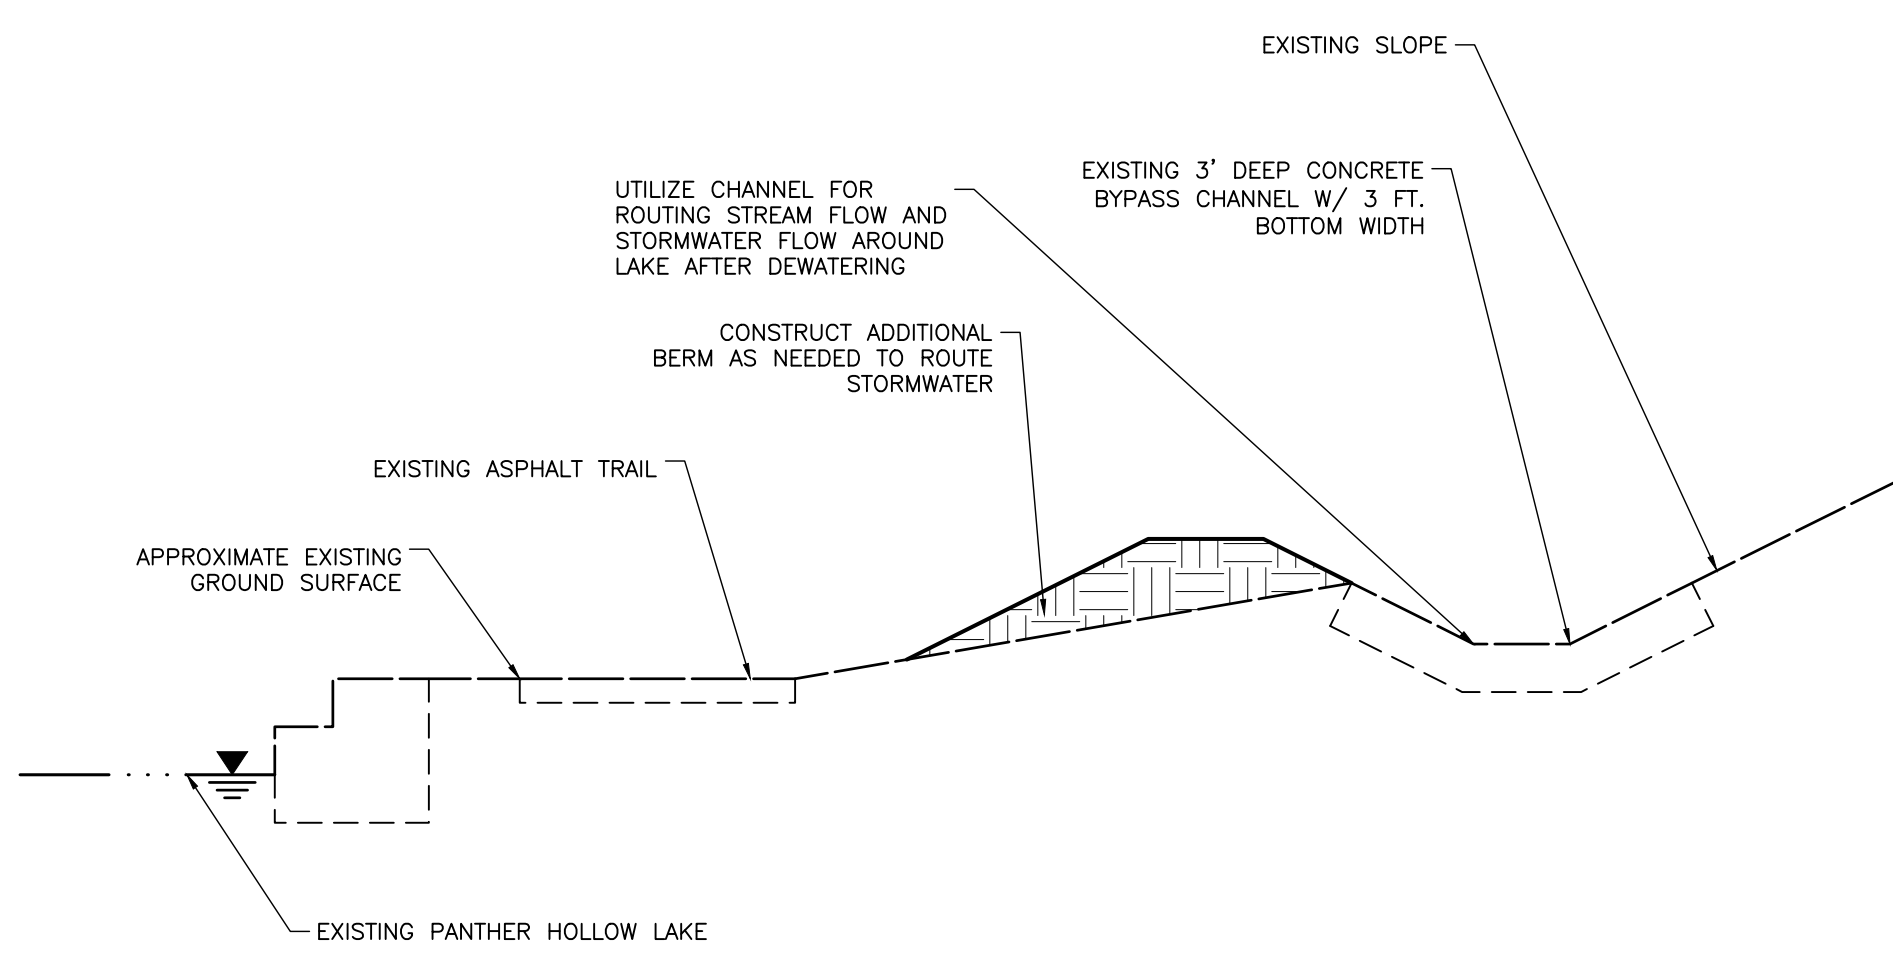 EXISTING SLOPE
EXISTING 3' DEEP CONCRETE
BYPASS CHANNEL W/ 3 FT.
BOTTOM WIDTH
UTILIZE CHANNEL FOR
ROUTING STREAM FLOW AND
STORMWATER FLOW AROUND
LAKE AFTER DEWATERING
CONSTRUCT ADDITIONAL
BERM AS NEEDED TO ROUTE
STORMWATER
EXISTING ASPHALT TRAIL
APPROXIMATE EXISTING
GROUND SURFACE
EXISTING PANTHER HOLLOW LAKE